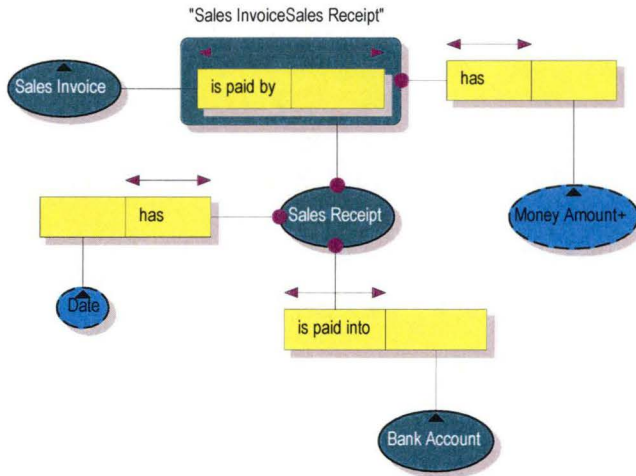 "Sales InvoiceSales Receipt"
Sales Invoice
is paid by
has
has
Sales Receipt
Money Amount+
Date
is paid into
Bank Account